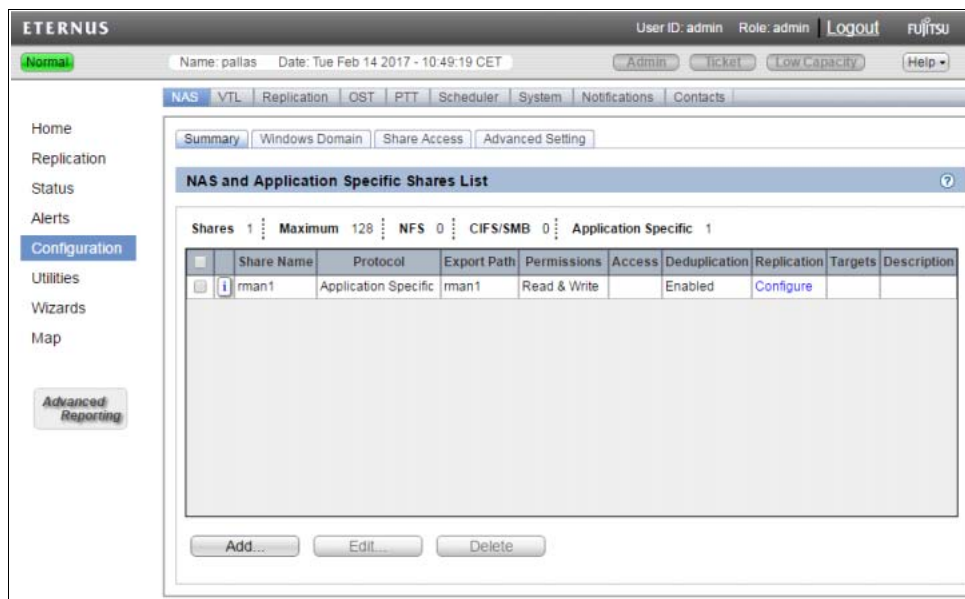 ETERNUS User ID: admin Role: admin Logout FUJITSU
Normal Name: pallas Date: Tue Feb 14 2017 - 10:49:19 CET Admin Ticket Low Capacity Help
NAS VTL Replication OST PTT Scheduler System Notifications Contacts
Home
Replication
Status
Alerts
Configuration
Utilities
Wizards
Map
Advanced
Reporting
Summary Windows Domain Share Access Advanced Setting
NAS and Application Specific Shares List ?
Shares 1 Maximum 128 NFS 0 CIFS/SMB 0 Application Specific 1
Share Name Protocol Export Path Permissions Access Deduplication Replication Targets Description
i rman1 Application Specific rman1 Read & Write Enabled Configure
Add... Edit... Delete